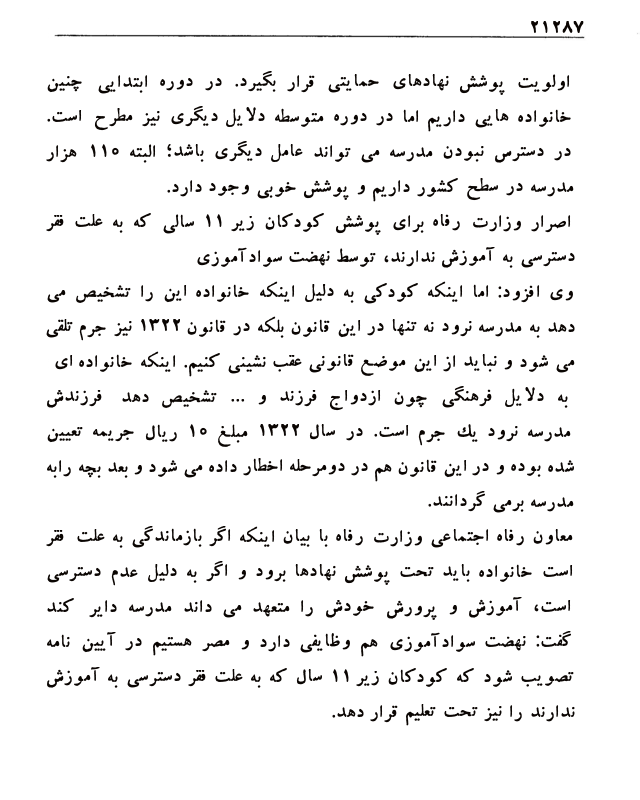 ۲۱۲۸۷
اولویت پوشش نهادهای حمایتی قرار بگیرد. در دوره ابتدایی چنین
خانواده هایی داریم اما در دوره متوسطه دلایل دیگری نیز مطرح است.
در دسترس نبودن مدرسه می تواند عامل دیگری باشد؛ البته ۱۱۵ هزار
مدرسه در سطح کشور داریم و پوشش خوبی وجود دارد.
اصرار وزارت رفاه برای پوشش کودکان زیر ۱۱ سالی که به علت فقر
دسترسی به آموزش ندارند، توسط نهضت سوادآموزی
وی افزود: اما اینکه کودکی به دلیل اینکه خانواده این را تشخیص می
دهد به مدرسه نرود نه تنها در این قانون بلکه در قانون ۱۳۲۲ نیز جرم تلقی
می شود و نباید از این موضع قانونی عقب نشینی کنیم. اینکه خانواده ای
به دلایل فرهنگی چون ازدواج فرزند و ... تشخیص دهد فرزندش
مدرسه نرود یك جرم است. در سال ۱۳۲۲ مبلغ ۱۵ ریال جریمه تعیین
شده بوده و در این قانون هم در دومرحله اخطار داده می شود و بعد بچه رابه
مدرسه برمی گردانند.
معاون رفاه اجتماعی وزارت رفاه با بیان اینکه اگر بازماندگی به علت فقر
است خانواده باید تحت پوشش نهادها برود و اگر به دلیل عدم دسترسی
است، آموزش و پرورش خودش را متعهد می داند مدرسه دایر کند
گفت: نهضت سوادآموزی هم وظایفی دارد و مصر هستیم در آیین نامه
تصویب شود که کودکان زیر ۱۱ سال که به علت فقر دسترسی به آموزش
ندارند را نیز تحت تعلیم قرار دهد.